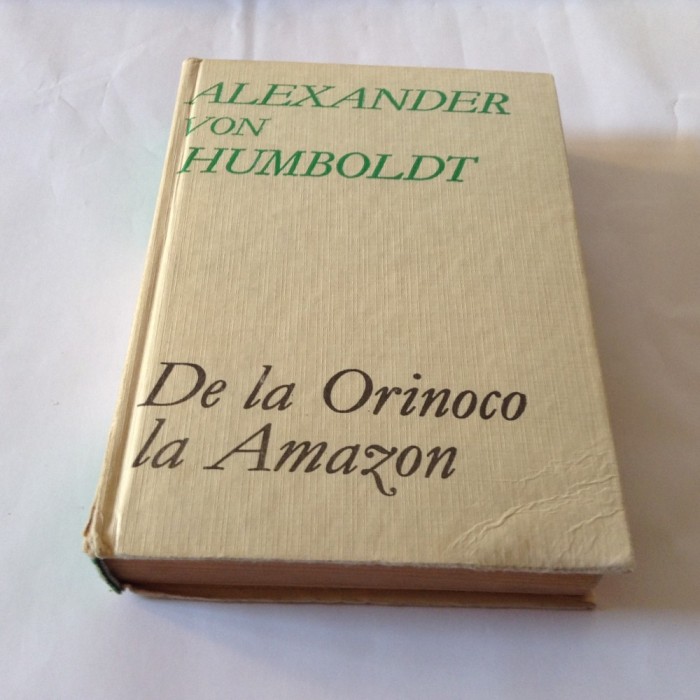 ALEXANDER
VON
HUMBOLDT
De la Orinoco
la Amazon